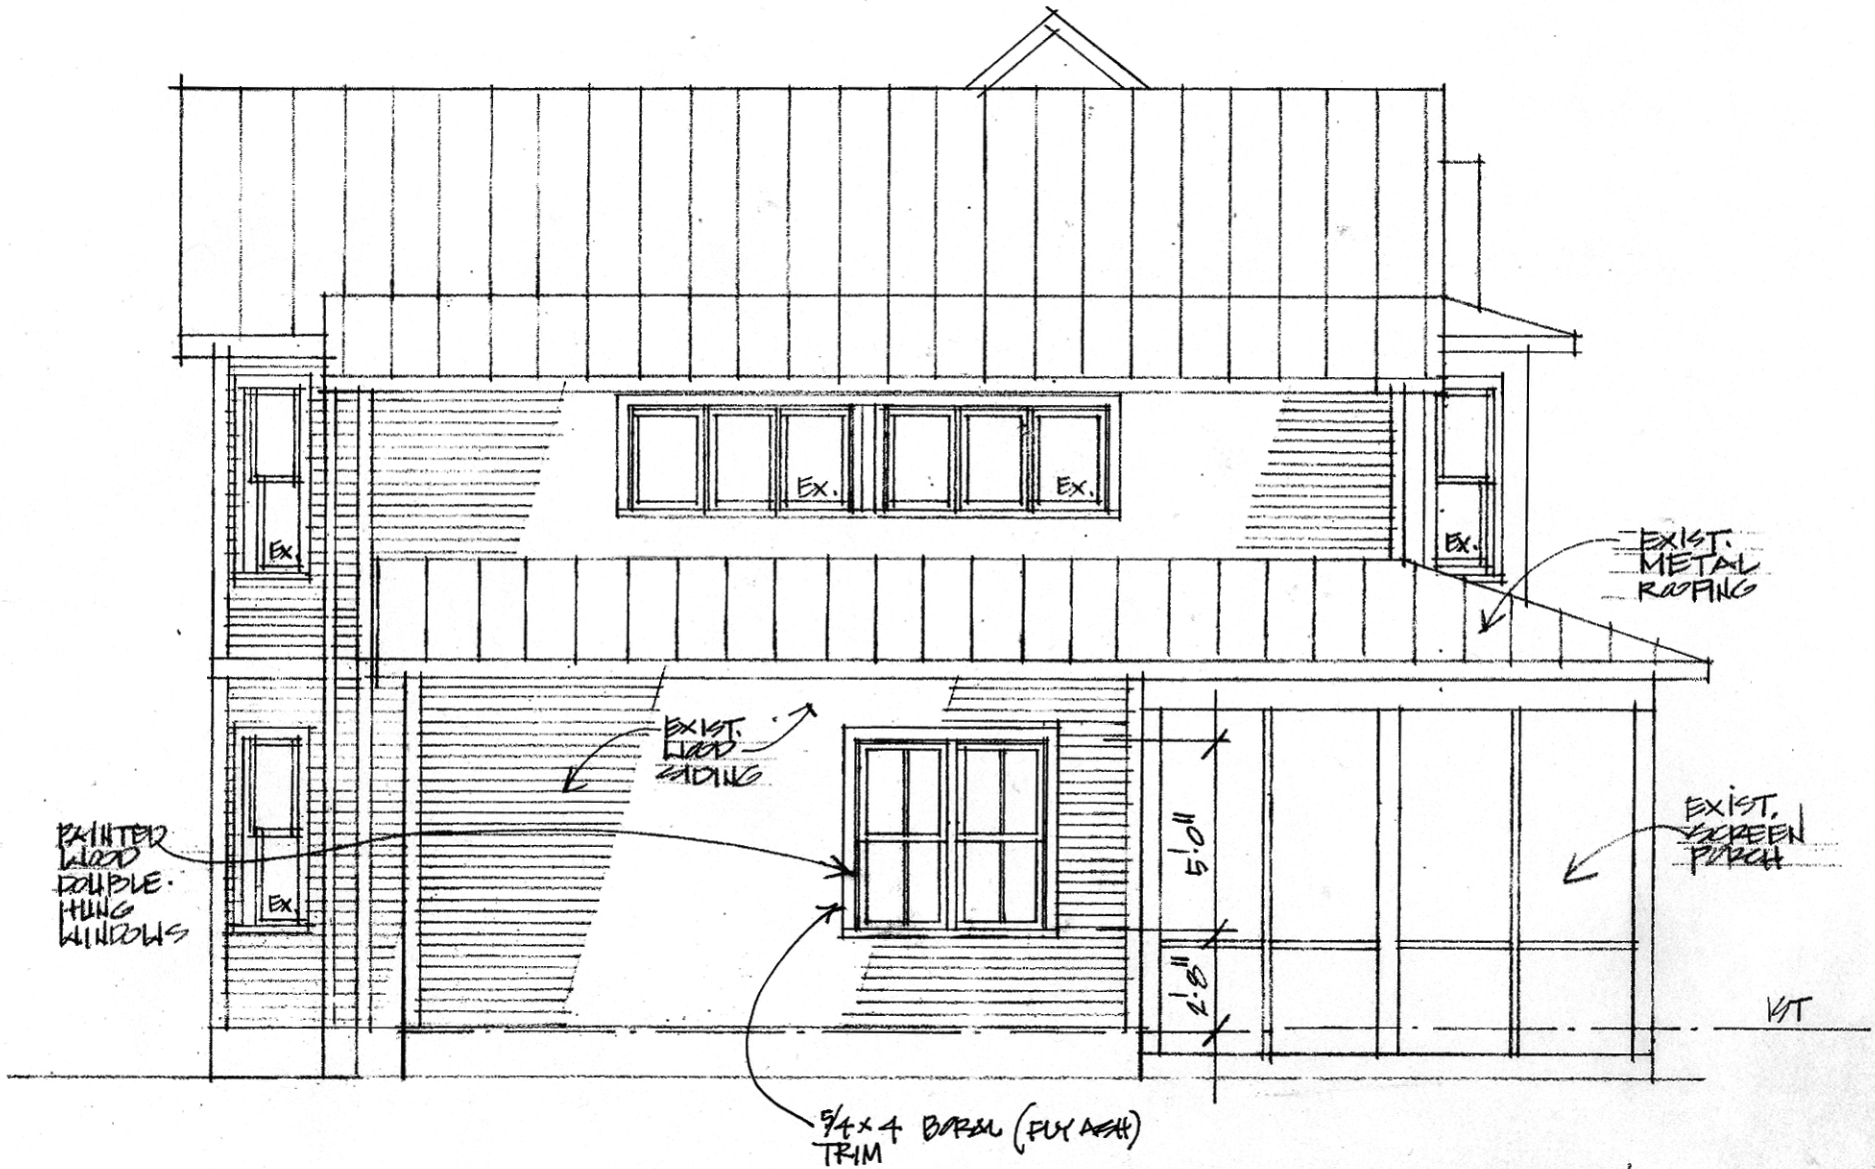 Ex.
Ex.
Ex.
Ex.
EXIST.
METAL
ROOFING
EXIST.
WOOD
SIDING
PAINTED
WOOD
DOUBLE-
HUNG
WINDOWS
Ex.
5'-0"
2'-8"
EXIST.
SCREEN
PORCH
1ST
5/4 x 4 BORAL (FLY ASH)
TRIM